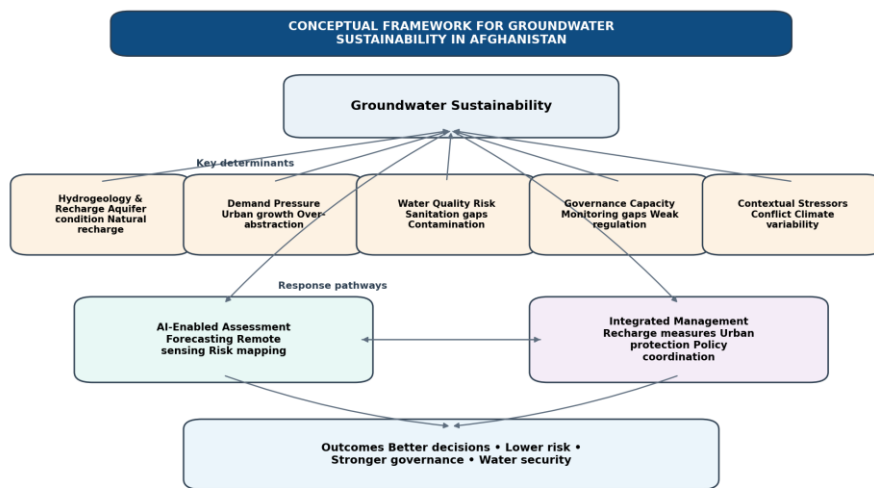 CONCEPTUAL FRAMEWORK FOR GROUNDWATER
SUSTAINABILITY IN AFGHANISTAN
Groundwater Sustainability
Key determinants
Hydrogeology &
Recharge Aquifer
condition Natural
recharge
Demand Pressure
Urban growth Over-
abstraction
Water Quality Risk
Sanitation gaps
Contamination
Governance Capacity
Monitoring gaps Weak
regulation
Contextual Stressors
Conflict Climate
variability
Response pathways
AI-Enabled Assessment
Forecasting Remote
sensing Risk mapping
Integrated Management
Recharge measures Urban
protection Policy
coordination
Outcomes Better decisions • Lower risk •
Stronger governance • Water security